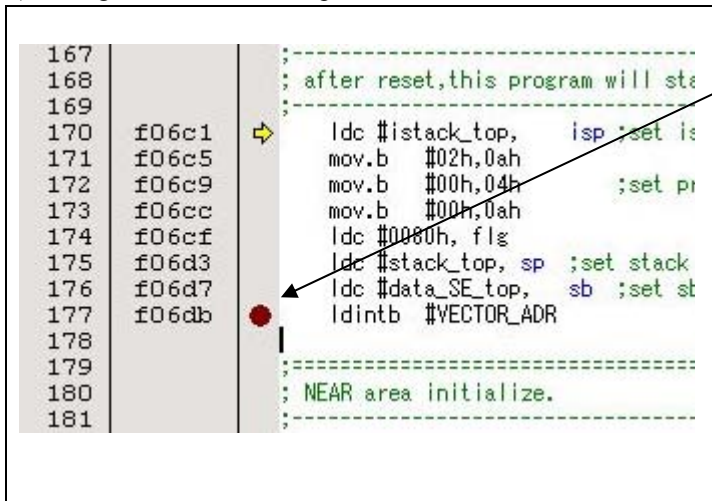 167 ;----------------------------------------
168 ; after reset,this program will sta
169 ;----------------------------------------
170 f06c1 ldc #istack_top, isp ;set is
171 f06c5 mov.b #02h,0ah
172 f06c9 mov.b #00h,04h ;set pr
173 f06cc mov.b #00h,0ah
174 f06cf ldc #0080h, flg
175 f06d3 ldc #stack_top, sp ;set stack
176 f06d7 ldc #data_SE_top, sb ;set sb
177 f06db ldintb #VECTOR_ADR
178
179 ;========================================
180 ; NEAR area initialize.
181 ;----------------------------------------